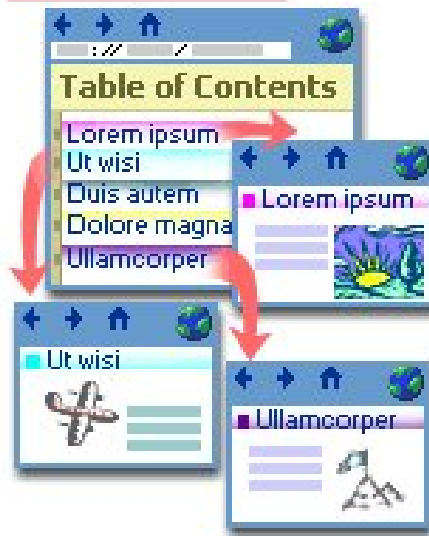 :// /
Table of Contents
Lorem ipsum
Ut wisi
Duis autem
Dolore magna
Ullamcorper
Lorem ipsum
Ut wisi
Ullamcorper